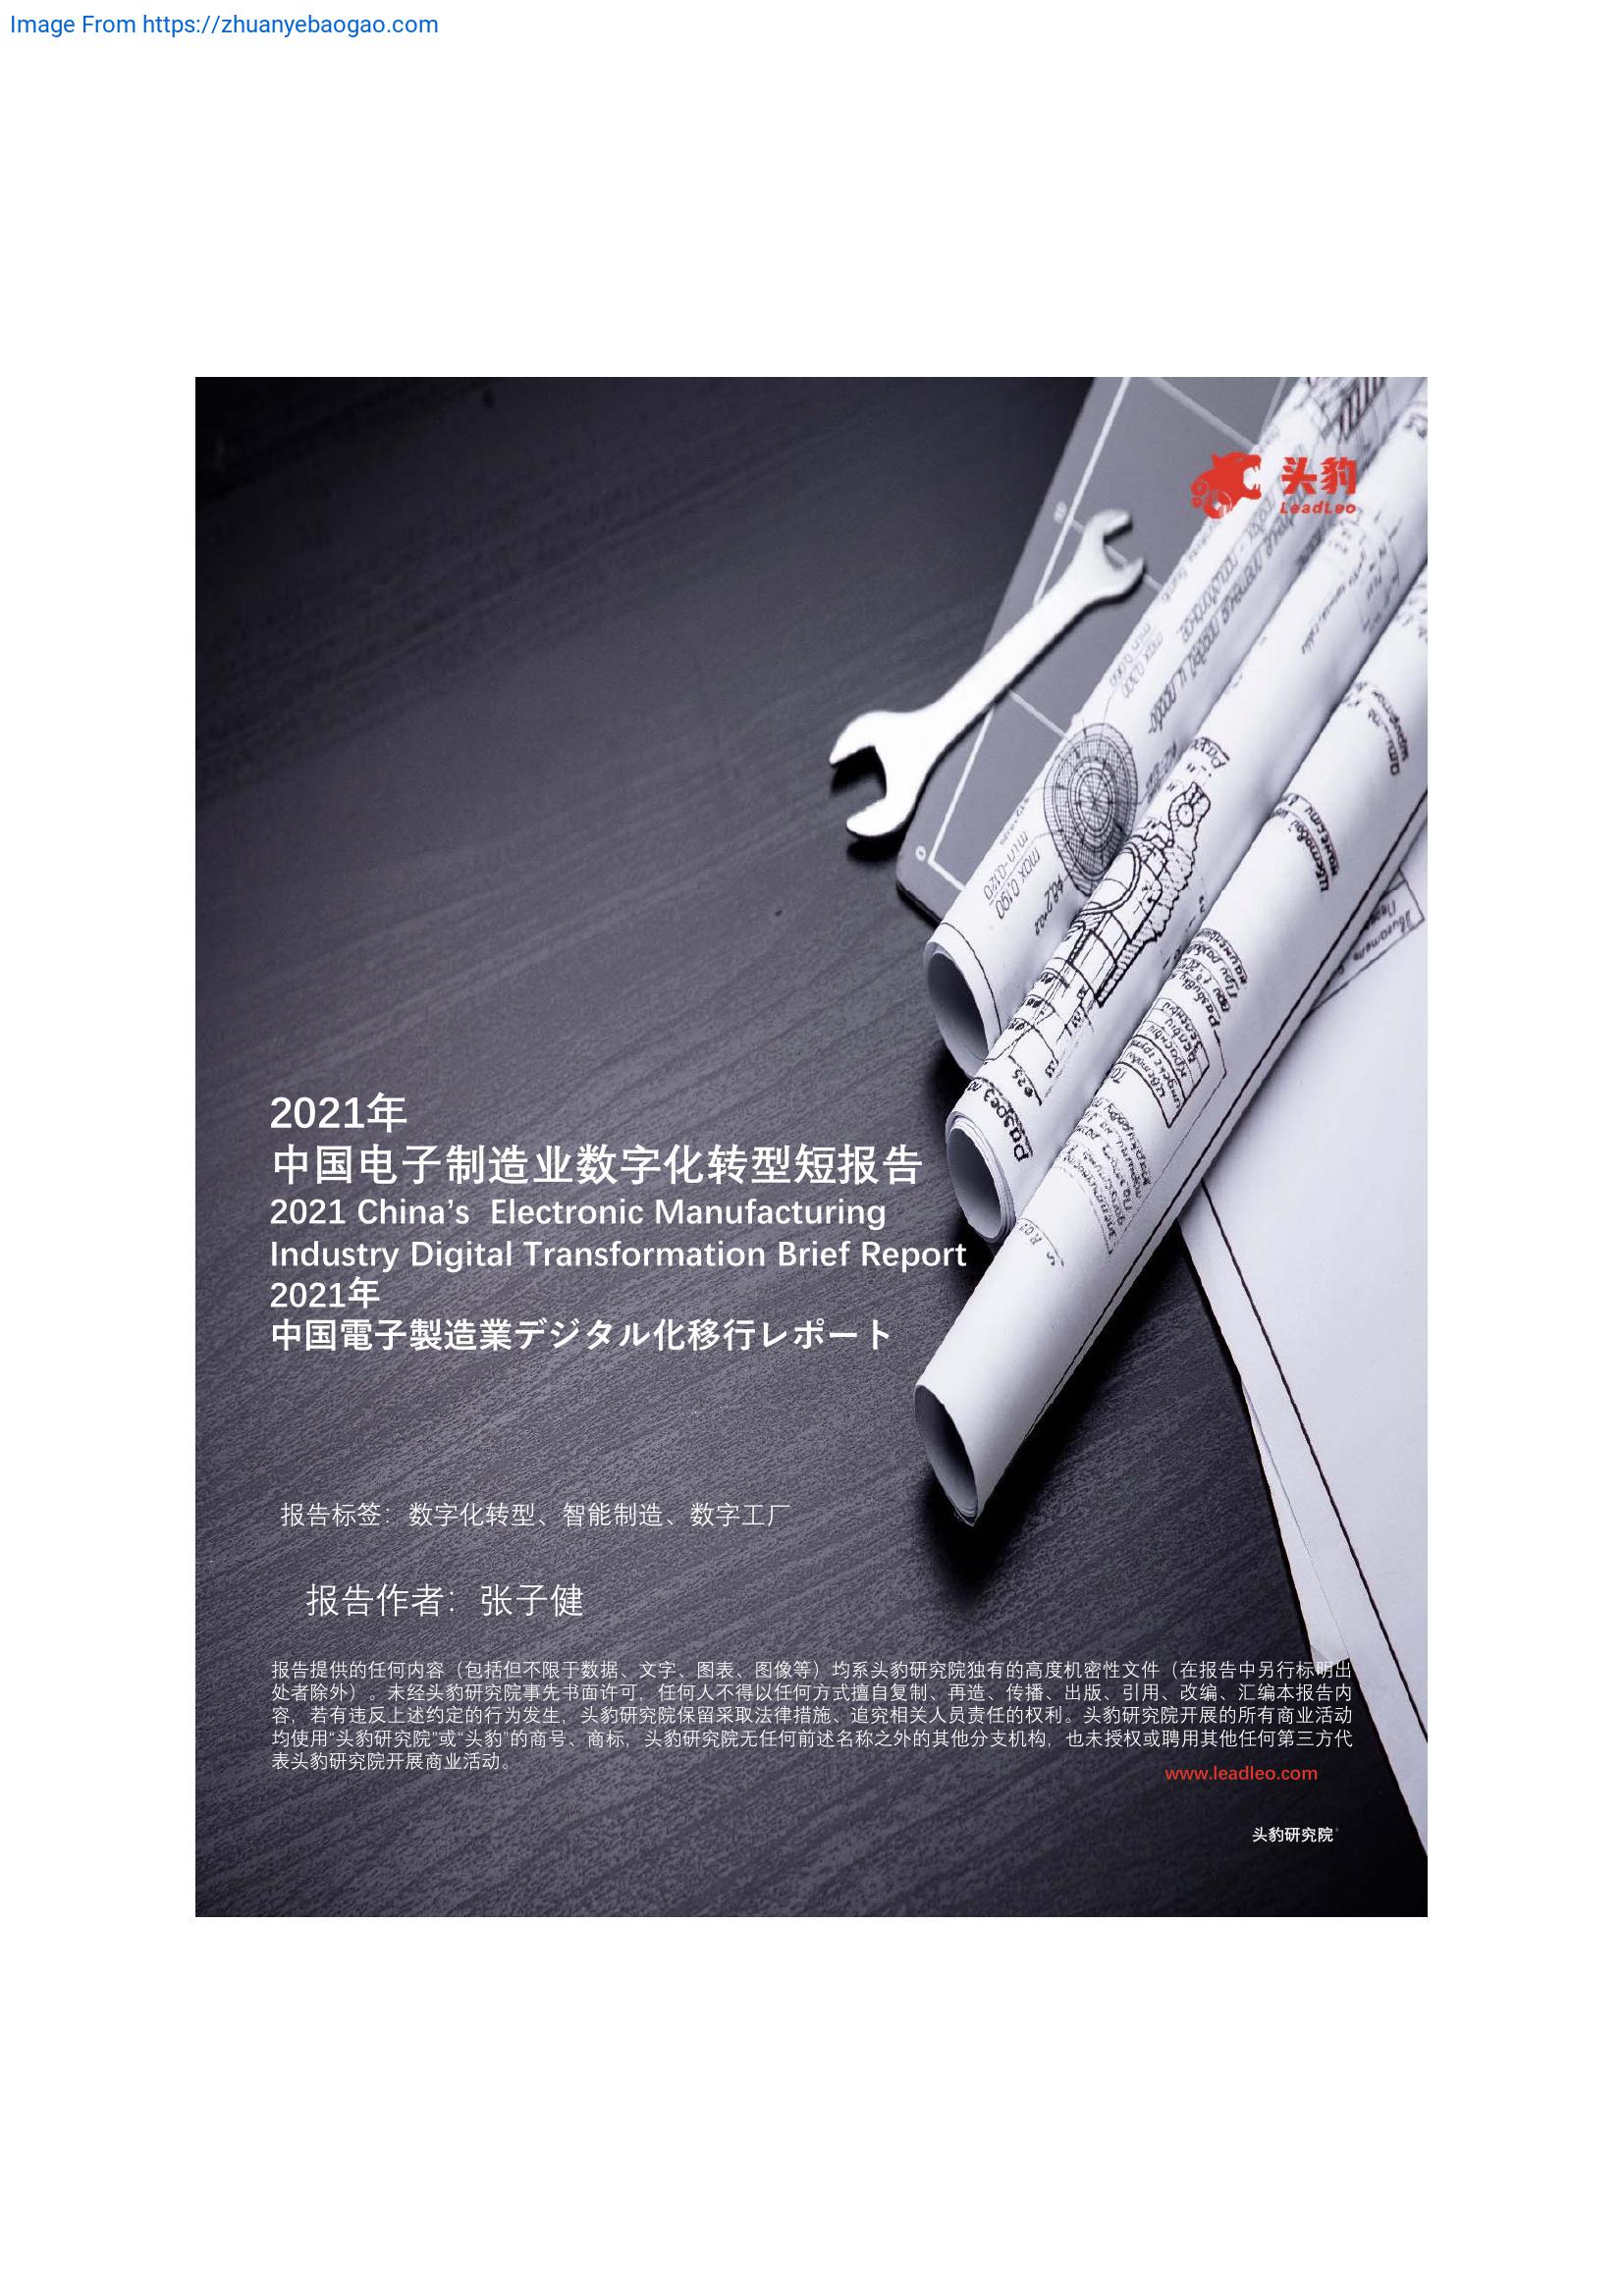 Image From https://zhuanyebaogao.com
头豹
LeadLeo
max 0,190
Разрез
2021年
中国电子制造业数字化转型短报告
2021 China’s Electronic Manufacturing
Industry Digital Transformation Brief Report
2021年
中国電子製造業デジタル化移行レポート
报告标签：数字化转型、智能制造、数字工厂
报告作者：张子健
报告提供的任何内容（包括但不限于数据、文字、图表、图像等）均系头豹研究院独有的高度机密性文件（在报告中另行标明出
处者除外）。未经头豹研究院事先书面许可，任何人不得以任何方式擅自复制、再造、传播、出版、引用、改编、汇编本报告内
容，若有违反上述约定的行为发生，头豹研究院保留采取法律措施、追究相关人员责任的权利。头豹研究院开展的所有商业活动
均使用“头豹研究院”或“头豹”的商号、商标，头豹研究院无任何前述名称之外的其他分支机构，也未授权或聘用其他任何第三方代
表头豹研究院开展商业活动。
www.leadleo.com
头豹研究院